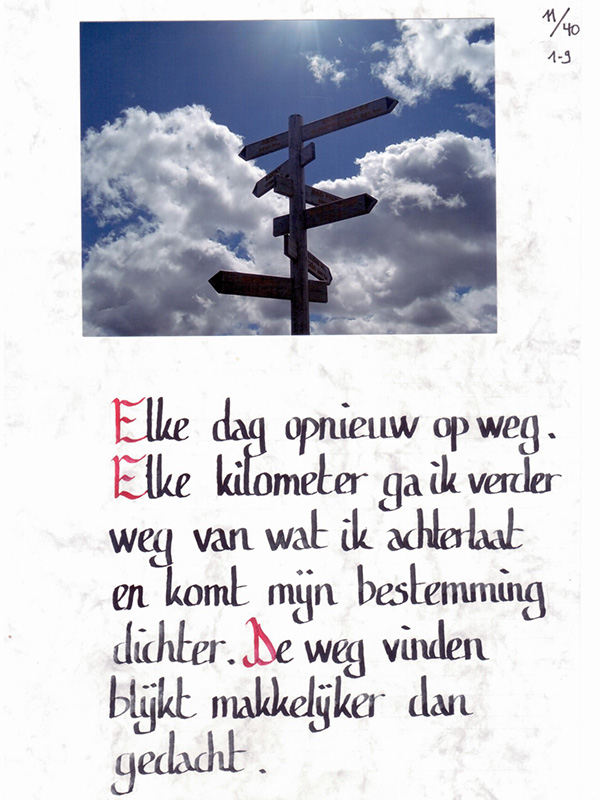 11/40
1-9
Elke dag opnieuw op weg.
Elke kilometer ga ik verder
weg van wat ik achterlaat
en komt mijn bestemming
dichter. De weg vinden
blijkt makkelijker dan
gedacht.